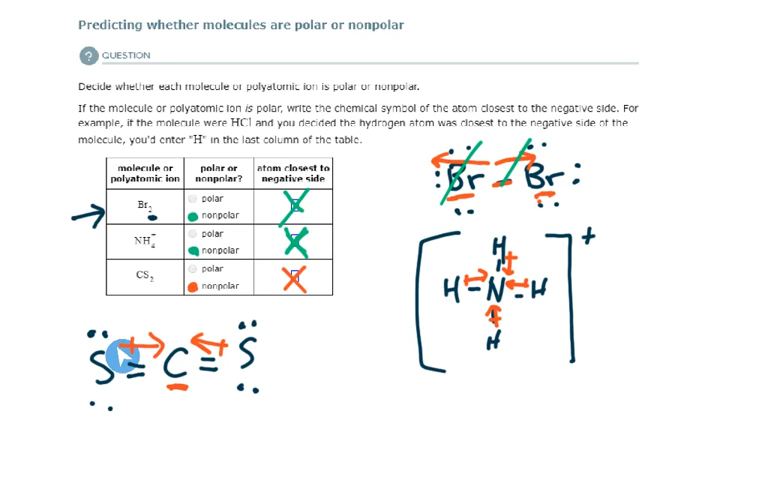 Predicting whether molecules are polar or nonpolar
? QUESTION
Decide whether each molecule or polyatomic ion is polar or nonpolar.
If the molecule or polyatomic ion is polar, write the chemical symbol of the atom closest to the negative side. For
example, if the molecule were HCl and you decided the hydrogen atom was closest to the negative side of the
molecule, you'd enter "H" in the last column of the table.
molecule or polyatomic ion
polar or nonpolar?
atom closest to negative side
Br2
polar
nonpolar
NH4+
polar
nonpolar
CS2
polar
nonpolar
Br - Br
H
H - N - H
H
+
S = C = S